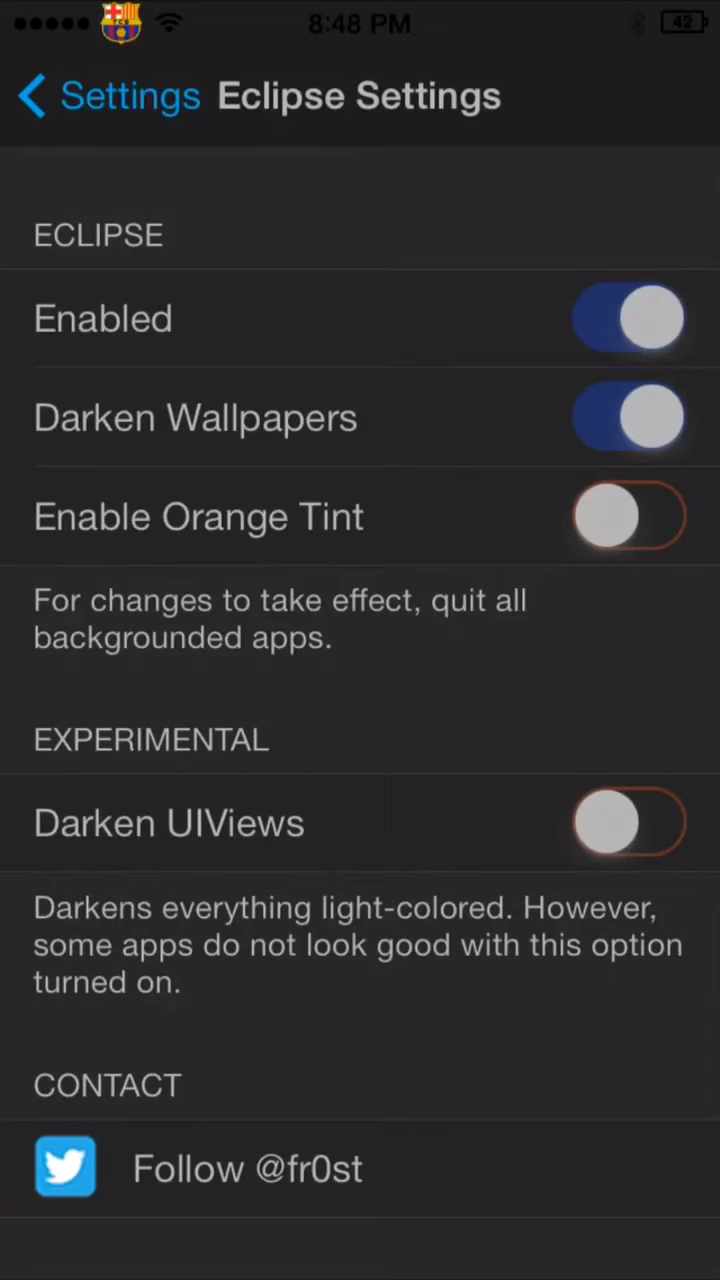 8:48 PM 42
Settings Eclipse Settings
ECLIPSE
Enabled
Darken Wallpapers
Enable Orange Tint
For changes to take effect, quit all
backgrounded apps.
EXPERIMENTAL
Darken UIViews
Darkens everything light-colored. However,
some apps do not look good with this option
turned on.
CONTACT
Follow @fr0st